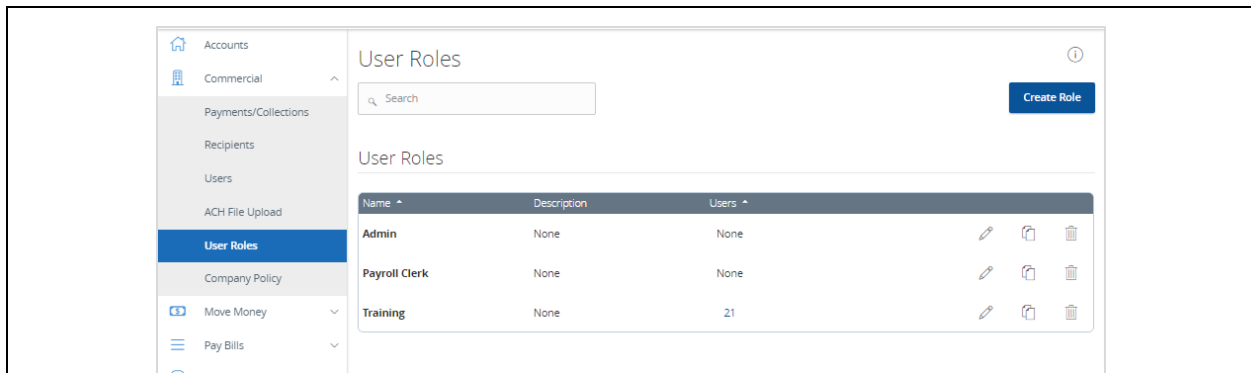 Accounts
Commercial
Payments/Collections
Recipients
Users
ACH File Upload
User Roles
Company Policy
Move Money
Pay Bills
User Roles
Search
Create Role
User Roles
Name Description Users
Admin None None
Payroll Clerk None None
Training None 21